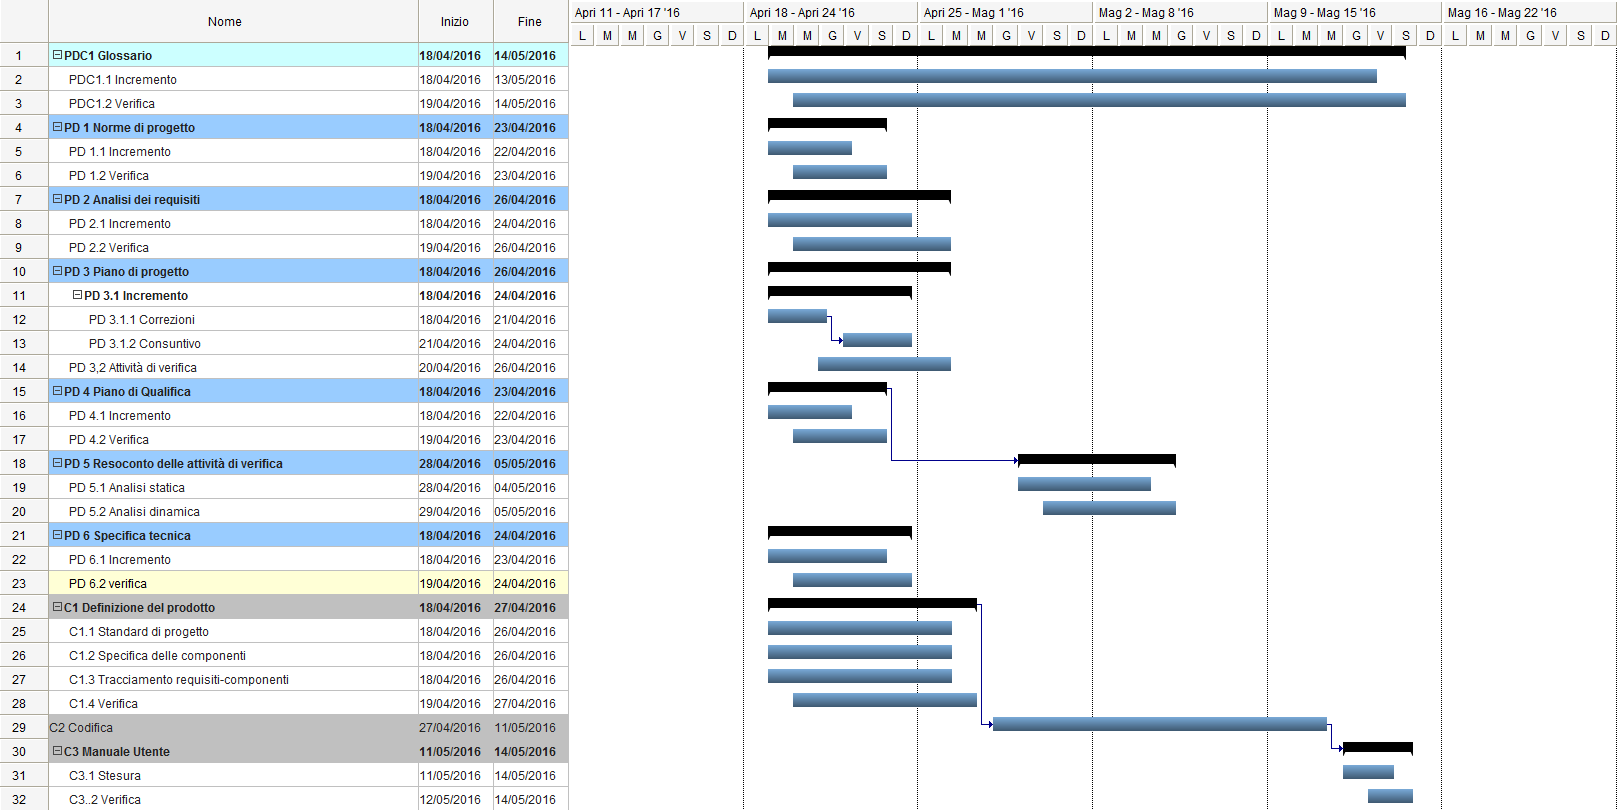 Nome Inizio Fine Apri 11 - Apri 17 '16 Apri 18 - Apri 24 '16 Apri 25 - Mag 1 '16 Mag 2 - Mag 8 '16 Mag 9 - Mag 15 '16 Mag 16 - Mag 22 '16
L M M G V S D L M M G V S D L M M G V S D L M M G V S D L M M G V S D L M M G V S D
1 PDC1 Glossario 18/04/2016 14/05/2016
2 PDC1.1 Incremento 18/04/2016 13/05/2016
3 PDC1.2 Verifica 19/04/2016 14/05/2016
4 PD 1 Norme di progetto 18/04/2016 23/04/2016
5 PD 1.1 Incremento 18/04/2016 22/04/2016
6 PD 1.2 Verifica 19/04/2016 23/04/2016
7 PD 2 Analisi dei requisiti 18/04/2016 26/04/2016
8 PD 2.1 Incremento 18/04/2016 24/04/2016
9 PD 2.2 Verifica 19/04/2016 26/04/2016
10 PD 3 Piano di progetto 18/04/2016 26/04/2016
11 PD 3.1 Incremento 18/04/2016 24/04/2016
12 PD 3.1.1 Correzioni 18/04/2016 21/04/2016
13 PD 3.1.2 Consuntivo 21/04/2016 24/04/2016
14 PD 3,2 Attività di verifica 20/04/2016 26/04/2016
15 PD 4 Piano di Qualifica 18/04/2016 23/04/2016
16 PD 4.1 Incremento 18/04/2016 22/04/2016
17 PD 4.2 Verifica 19/04/2016 23/04/2016
18 PD 5 Resoconto delle attività di verifica 28/04/2016 05/05/2016
19 PD 5.1 Analisi statica 28/04/2016 04/05/2016
20 PD 5.2 Analisi dinamica 29/04/2016 05/05/2016
21 PD 6 Specifica tecnica 18/04/2016 24/04/2016
22 PD 6.1 Incremento 18/04/2016 23/04/2016
23 PD 6.2 verifica 19/04/2016 24/04/2016
24 C1 Definizione del prodotto 18/04/2016 27/04/2016
25 C1.1 Standard di progetto 18/04/2016 26/04/2016
26 C1.2 Specifica delle componenti 18/04/2016 26/04/2016
27 C1.3 Tracciamento requisiti-componenti 18/04/2016 26/04/2016
28 C1.4 Verifica 19/04/2016 27/04/2016
29 C2 Codifica 27/04/2016 11/05/2016
30 C3 Manuale Utente 11/05/2016 14/05/2016
31 C3.1 Stesura 11/05/2016 14/05/2016
32 C3..2 Verifica 12/05/2016 14/05/2016